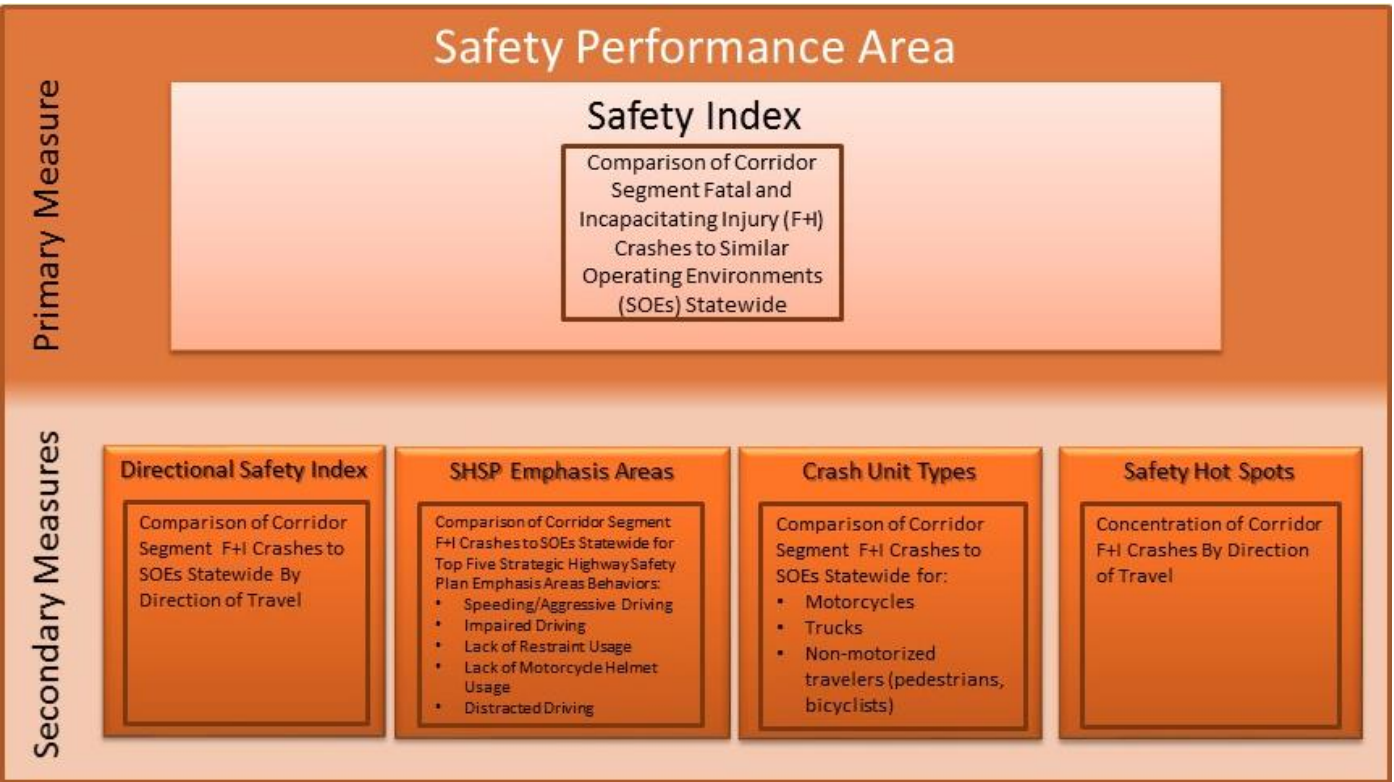 Safety Performance Area
Primary Measure
Safety Index
Comparison of Corridor
Segment Fatal and
Incapacitating Injury (F+I)
Crashes to Similar
Operating Environments
(SOEs) Statewide
Secondary Measures
Directional Safety Index
Comparison of Corridor
Segment F+I Crashes to
SOEs Statewide By
Direction of Travel
SHSP Emphasis Areas
Comparison of Corridor Segment
F+I Crashes to SOEs Statewide for
Top Five Strategic Highway Safety
Plan Emphasis Areas Behaviors:
• Speeding/Aggressive Driving
• Impaired Driving
• Lack of Restraint Usage
• Lack of Motorcycle Helmet
Usage
• Distracted Driving
Crash Unit Types
Comparison of Corridor
Segment F+I Crashes to
SOEs Statewide for:
• Motorcycles
• Trucks
• Non-motorized
travelers (pedestrians,
bicyclists)
Safety Hot Spots
Concentration of Corridor
F+I Crashes By Direction
of Travel